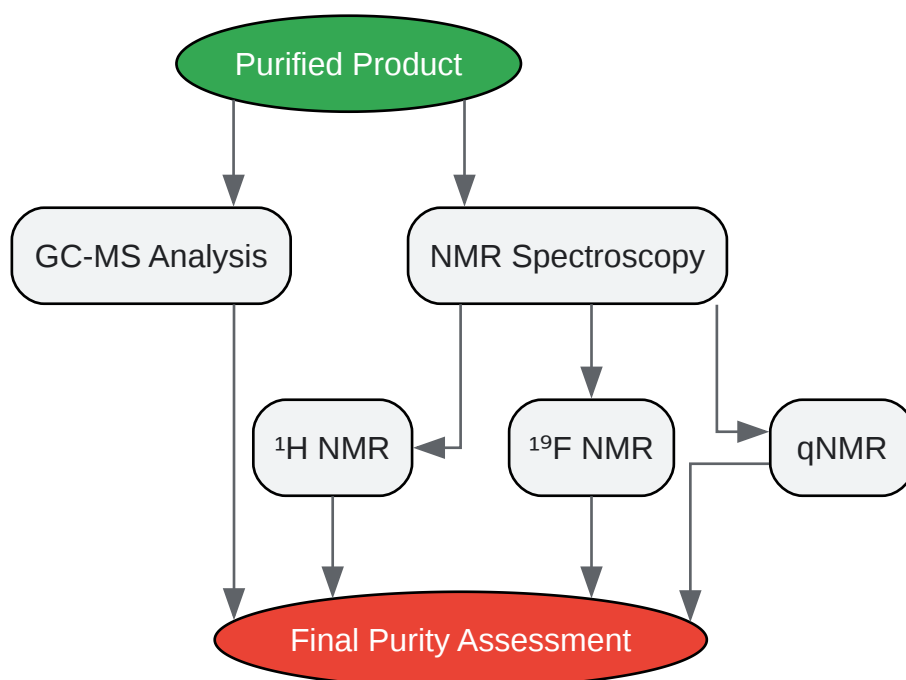 Purified Product
GC-MS Analysis
NMR Spectroscopy
¹H NMR
¹⁹F NMR
qNMR
Final Purity Assessment